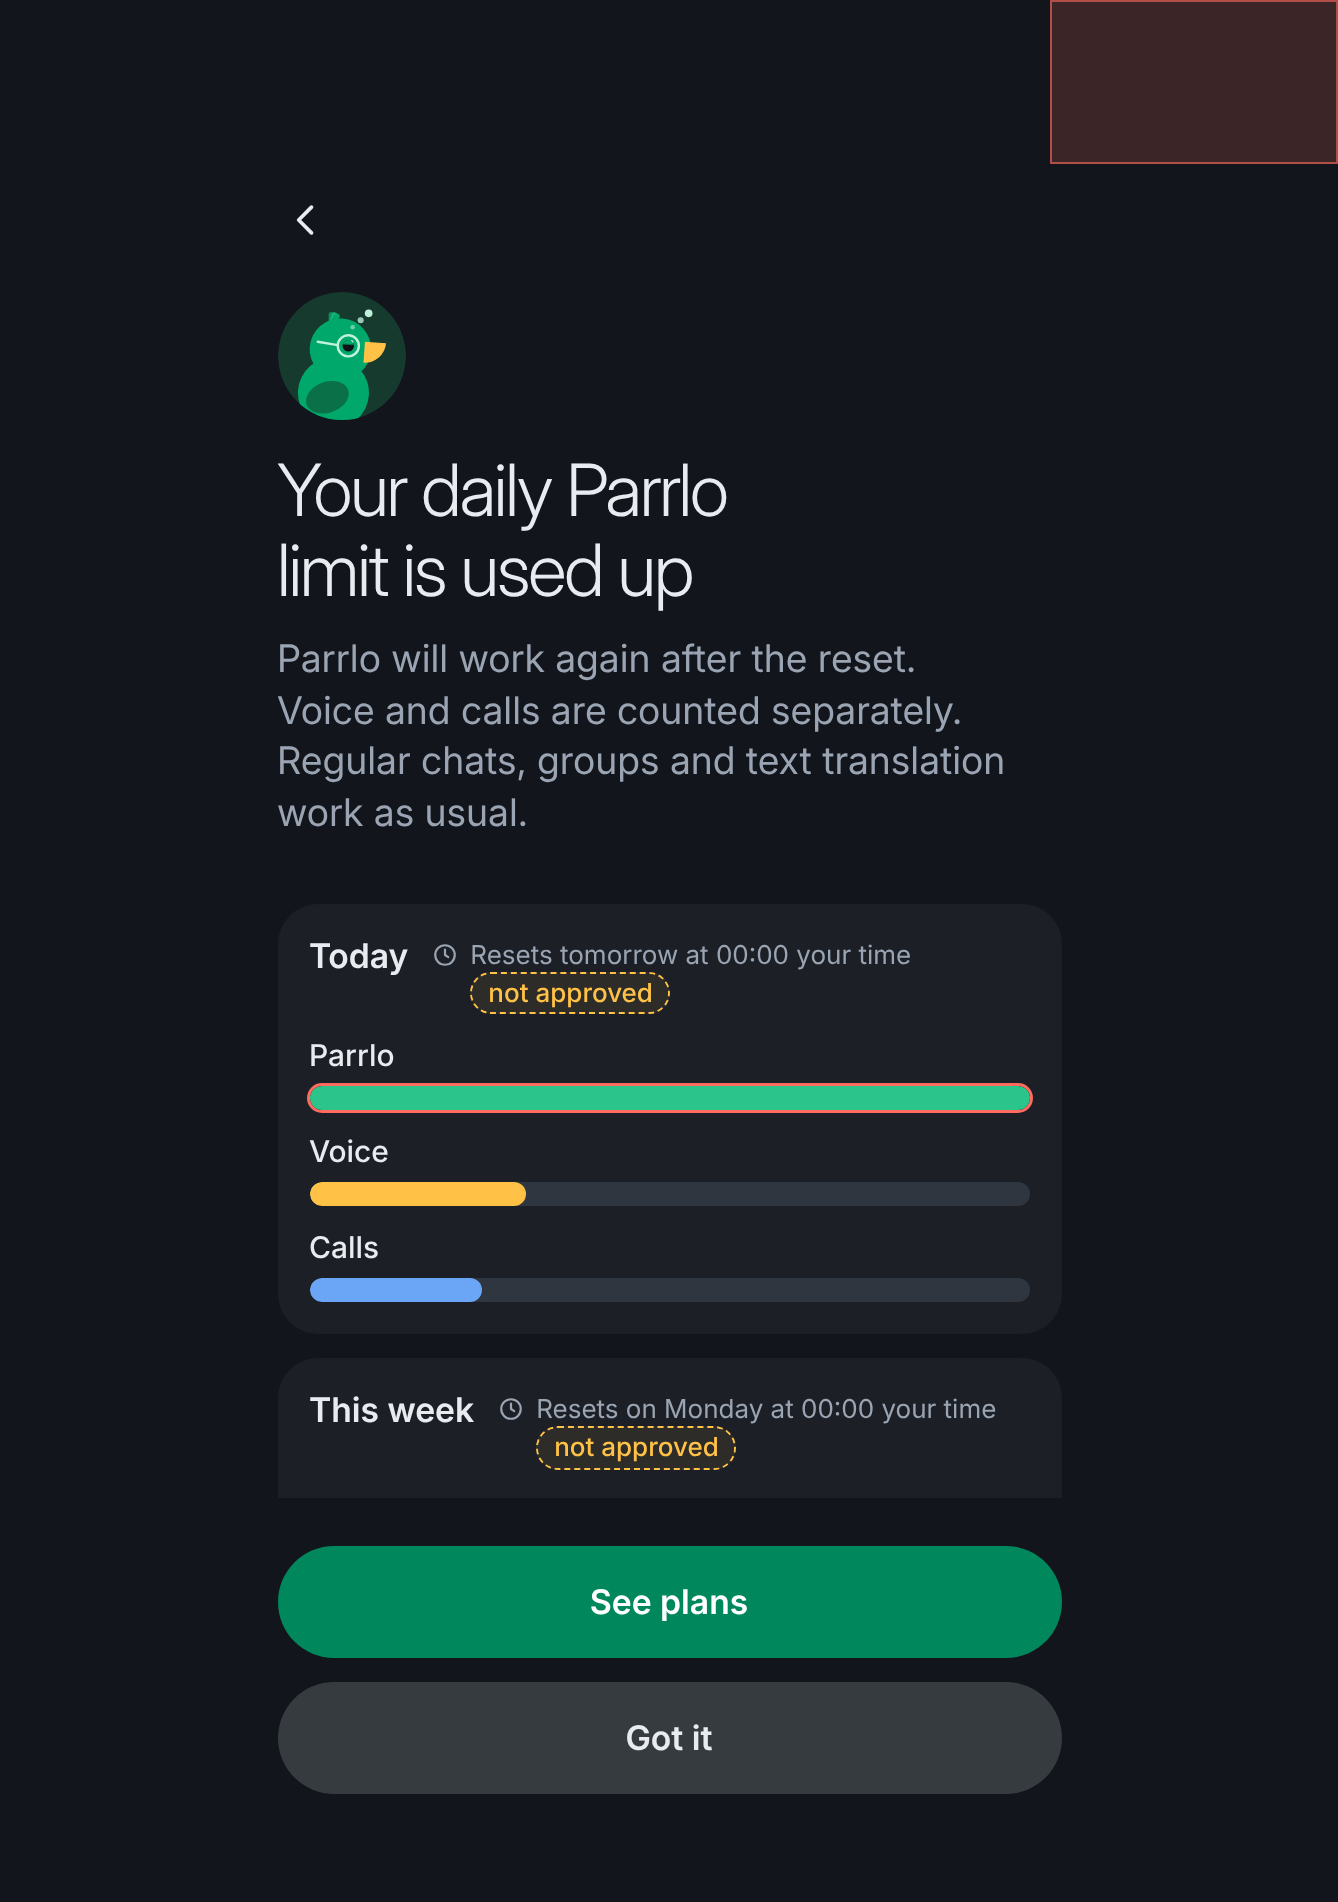 Your daily Parrlo
limit is used up
Parrlo will work again after the reset.
Voice and calls are counted separately.
Regular chats, groups and text translation
work as usual.
Today Resets tomorrow at 00:00 your time
not approved
Parrlo
Voice
Calls
This week Resets on Monday at 00:00 your time
not approved
See plans
Got it